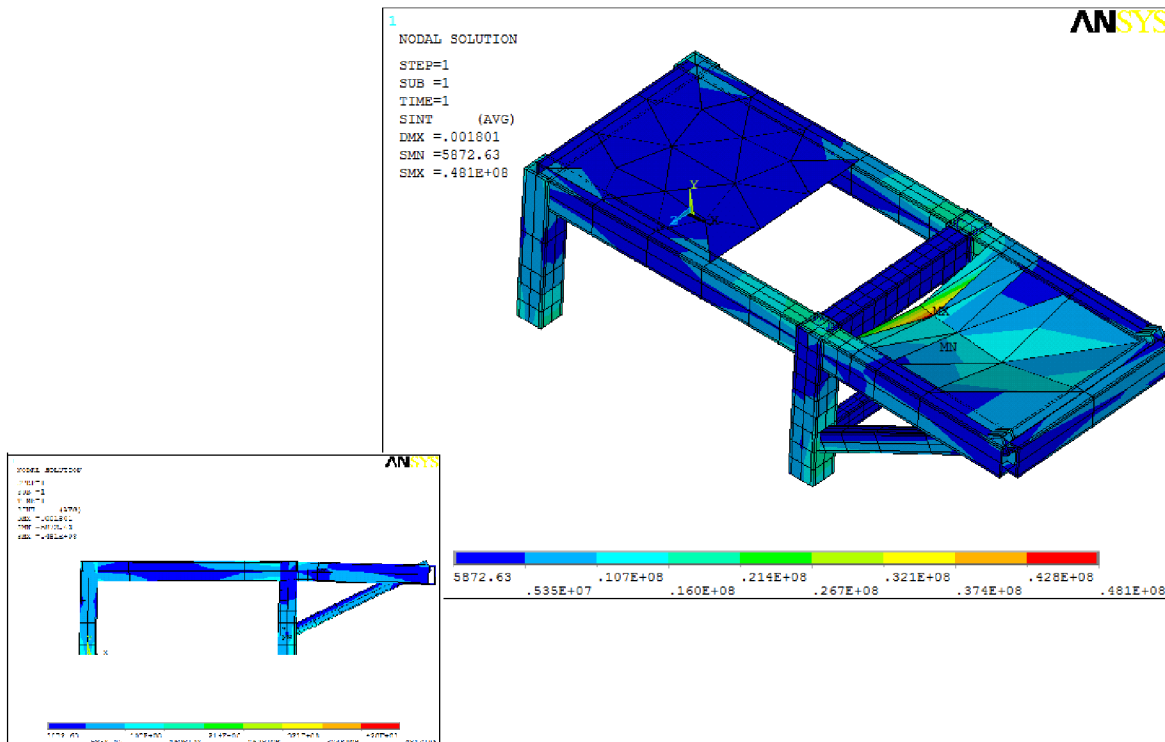 1
ANSYS
NODAL SOLUTION
STEP=1
SUB =1
TIME=1
SINT (AVG)
DMX =.001801
SMN =5872.63
SMX =.481E+08
Y
Z X
MX
MN
5872.63 .107E+08 .214E+08 .321E+08 .428E+08
.535E+07 .160E+08 .267E+08 .374E+08 .481E+08
ANSYS
NODAL SOLUTION
(AVG)
X